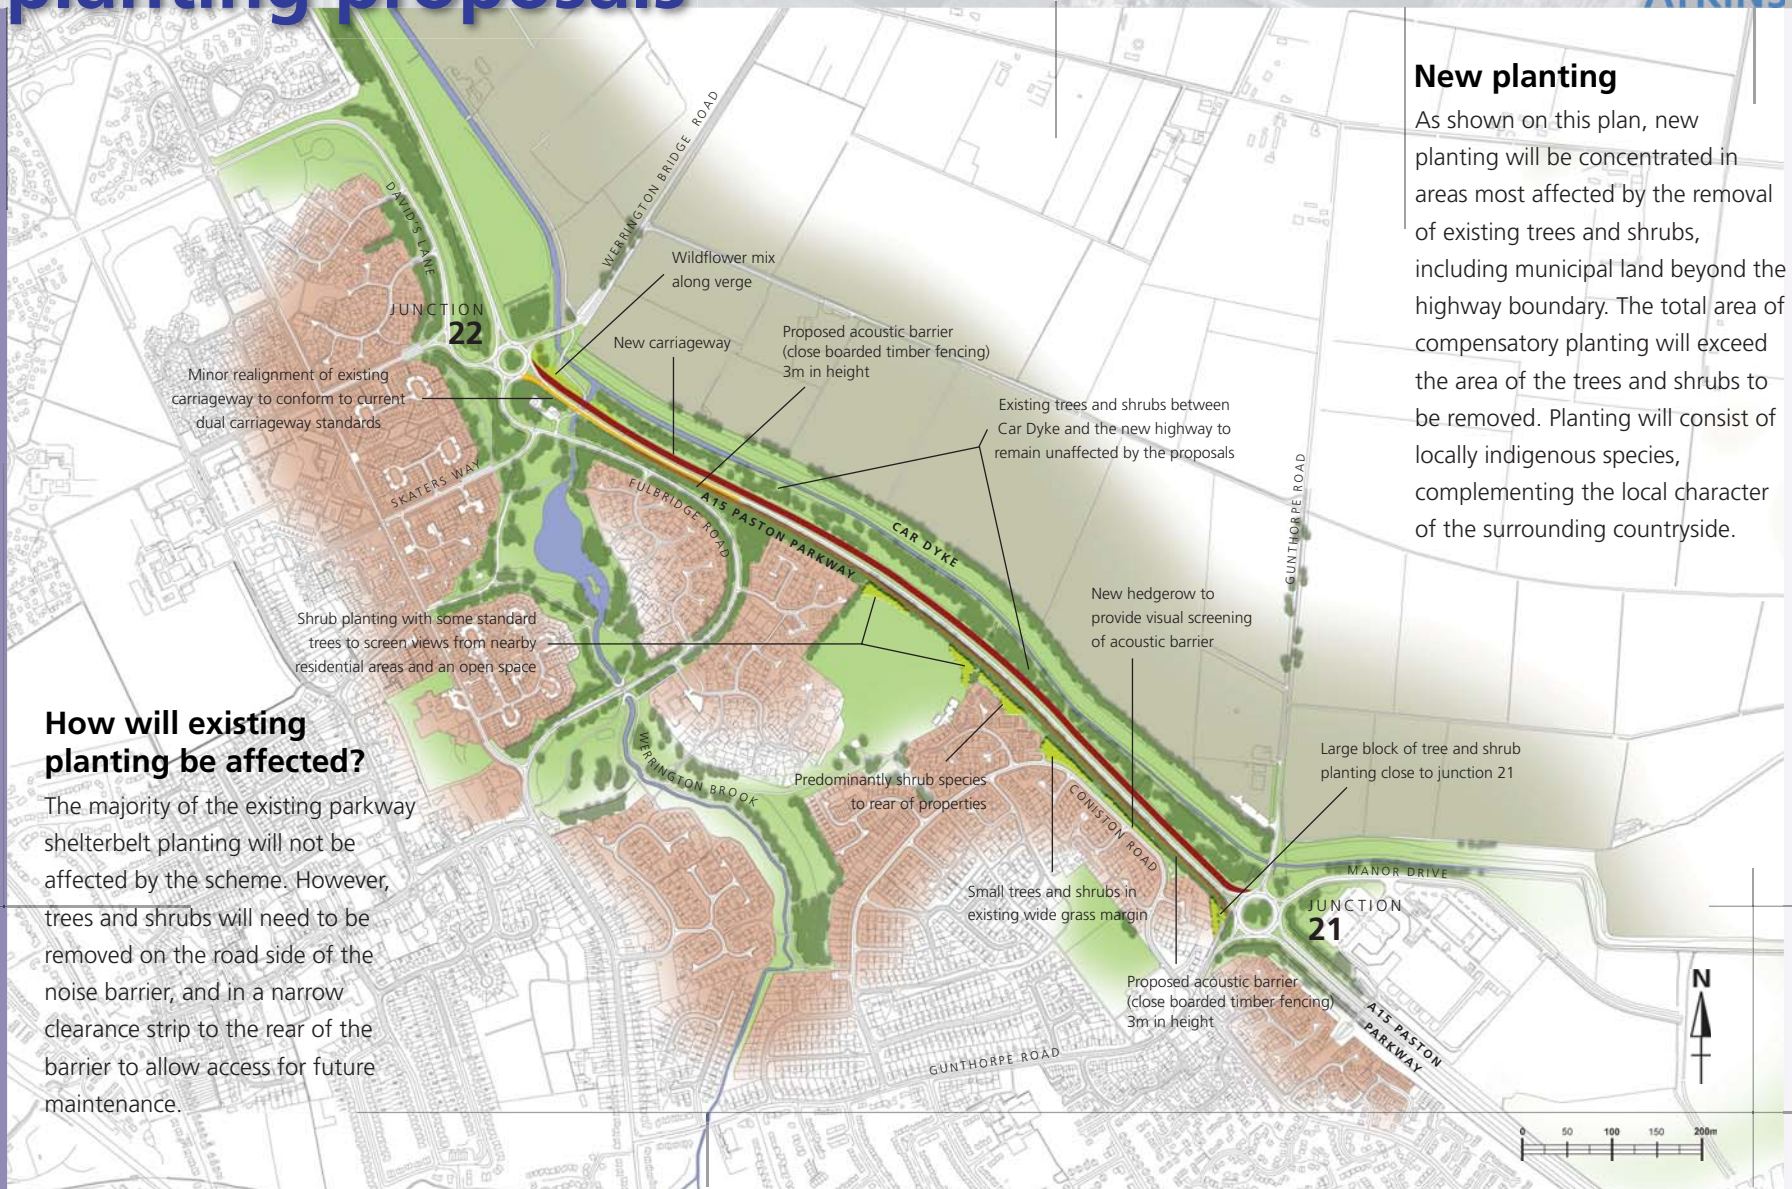 planting proposals
ATKINS
New planting
As shown on this plan, new
planting will be concentrated in
areas most affected by the removal
of existing trees and shrubs,
including municipal land beyond the
highway boundary. The total area of
compensatory planting will exceed
the area of the trees and shrubs to
be removed. Planting will consist of
locally indigenous species,
complementing the local character
of the surrounding countryside.
WERRINGTON BRIDGE ROAD
DAVID'S LANE
JUNCTION
22
Wildflower mix
along verge
New carriageway
Proposed acoustic barrier
(close boarded timber fencing)
3m in height
Minor realignment of existing
carriageway to conform to current
dual carriageway standards
Existing trees and shrubs between
Car Dyke and the new highway to
remain unaffected by the proposals
SKATERS WAY
FULBRIDGE ROAD
A15 PASTON PARKWAY
CAR DYKE
GUNTHORPE ROAD
Shrub planting with some standard
trees to screen views from nearby
residential areas and an open space
New hedgerow to
provide visual screening
of acoustic barrier
How will existing
planting be affected?
The majority of the existing parkway
shelterbelt planting will not be
affected by the scheme. However,
trees and shrubs will need to be
removed on the road side of the
noise barrier, and in a narrow
clearance strip to the rear of the
barrier to allow access for future
maintenance.
WERRINGTON BROOK
Predominantly shrub species
to rear of properties
CONISTON ROAD
Large block of tree and shrub
planting close to junction 21
Small trees and shrubs in
existing wide grass margin
MANOR DRIVE
JUNCTION
21
Proposed acoustic barrier
(close boarded timber fencing)
3m in height
A15 PASTON
PARKWAY
GUNTHORPE ROAD
N
0 50 100 150 200m